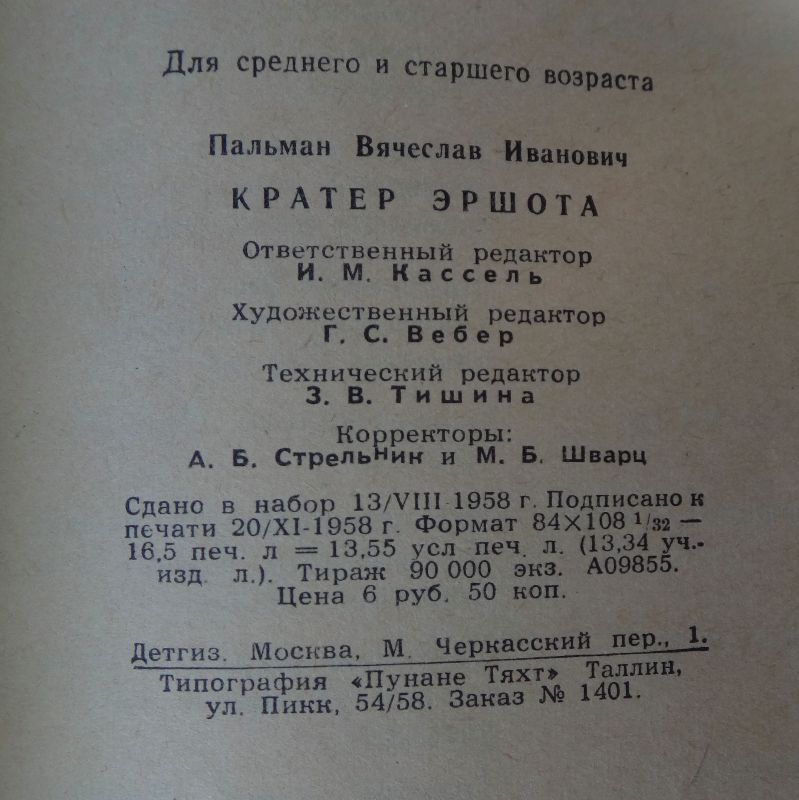 Для среднего и старшего возраста
Пальман Вячеслав Иванович
КРАТЕР ЭРШОТА
Ответственный редактор
И. М. Кассель
Художественный редактор
Г. С. Вебер
Технический редактор
З. В. Тишина
Корректоры:
А. Б. Стрельник и М. Б. Шварц
Сдано в набор 13/VIII 1958 г. Подписано к
печати 20/XI-1958 г. Формат 84×108 1/32 —
16,5 печ. л = 13,55 усл печ. л. (13,34 уч.-
изд. л.). Тираж 90 000 экз. А09855.
Цена 6 руб. 50 коп.
Детгиз. Москва, М. Черкасский пер., 1.
Типография «Пунане Тяхт» Таллин,
ул. Пикк, 54/58. Заказ № 1401.